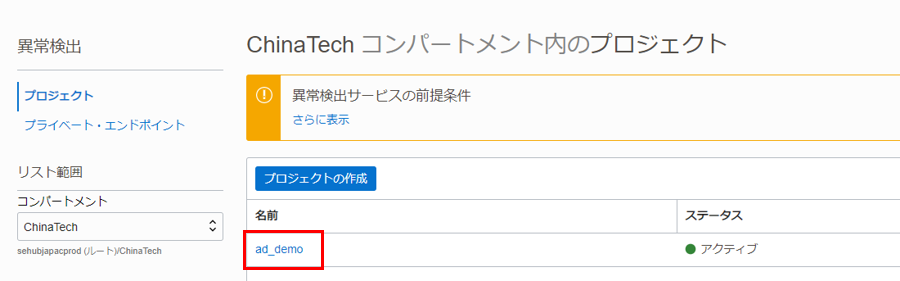 異常検出
プロジェクト
プライベート・エンドポイント
リスト範囲
コンパートメント
ChinaTech
sehubjapacprod (ルート)/ChinaTech
ChinaTech コンパートメント内のプロジェクト
異常検出サービスの前提条件
さらに表示
プロジェクトの作成
名前 ステータス
ad_demo アクティブ